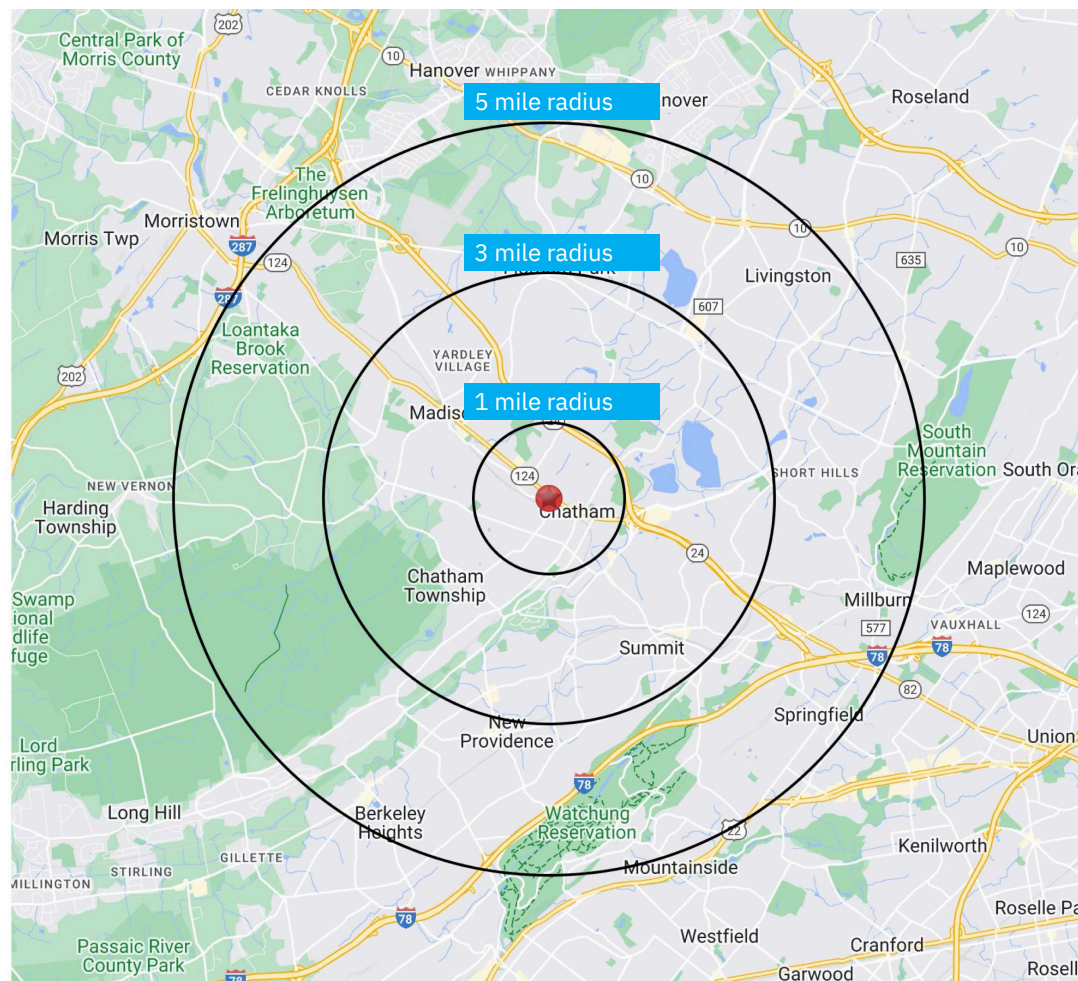 202
Central Park of
Morris County
10
Hanover
WHIPPANY
CEDAR KNOLLS
5 mile radius
nover
Roseland
The
Frelinghuysen
Arboretum
10
Morristown
Morris Twp
287
124
10
3 mile radius
10
635
Livingston
287
607
Loantaka
Brook
Reservation
YARDLEY
VILLAGE
202
1 mile radius
Madis
South
Mountain
Reservation
124
SHORT HILLS
South Ora
NEW VERNON
Harding
Township
Chatham
24
Chatham
Township
Maplewood
Swamp
ional
dlife
fuge
Millburn
124
577
VAUXHALL
Summit
78
78
82
Springfield
New
Providence
Union
Lord
rling Park
78
Long Hill
Berkeley
Heights
Watchung
Reservation
22
Kenilworth
GILLETTE
STIRLING
Mountainside
MILLINGTON
78
Roselle Pa
Passaic River
County Park
Westfield
Cranford
78
Garwood
Rosell